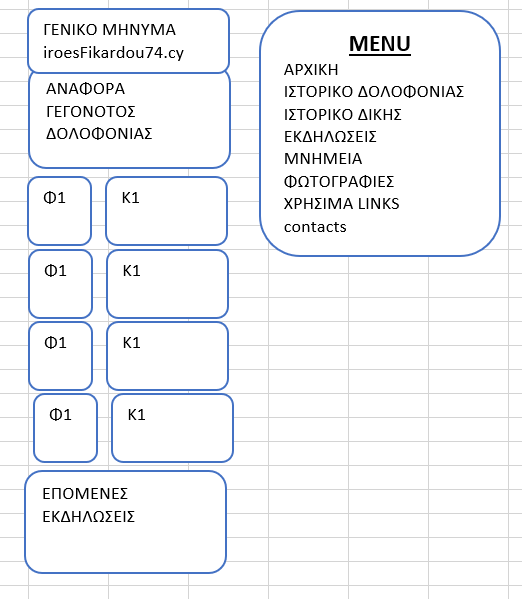 ΓΕΝΙΚΟ ΜΗΝΥΜΑ
iroesFikardou74.cy
ΑΝΑΦΟΡΑ
ΓΕΓΟΝΟΤΟΣ
ΔΟΛΟΦΟΝΙΑΣ
Φ1
Κ1
Φ1
Κ1
Φ1
Κ1
Φ1
Κ1
ΕΠΟΜΕΝΕΣ
ΕΚΔΗΛΩΣΕΙΣ
MENU
ΑΡΧΙΚΗ
ΙΣΤΟΡΙΚΟ ΔΟΛΟΦΟΝΙΑΣ
ΙΣΤΟΡΙΚΟ ΔΙΚΗΣ
ΕΚΔΗΛΩΣΕΙΣ
ΜΝΗΜΕΙΑ
ΦΩΤΟΓΡΑΦΙΕΣ
ΧΡΗΣΙΜΑ LINKS
contacts